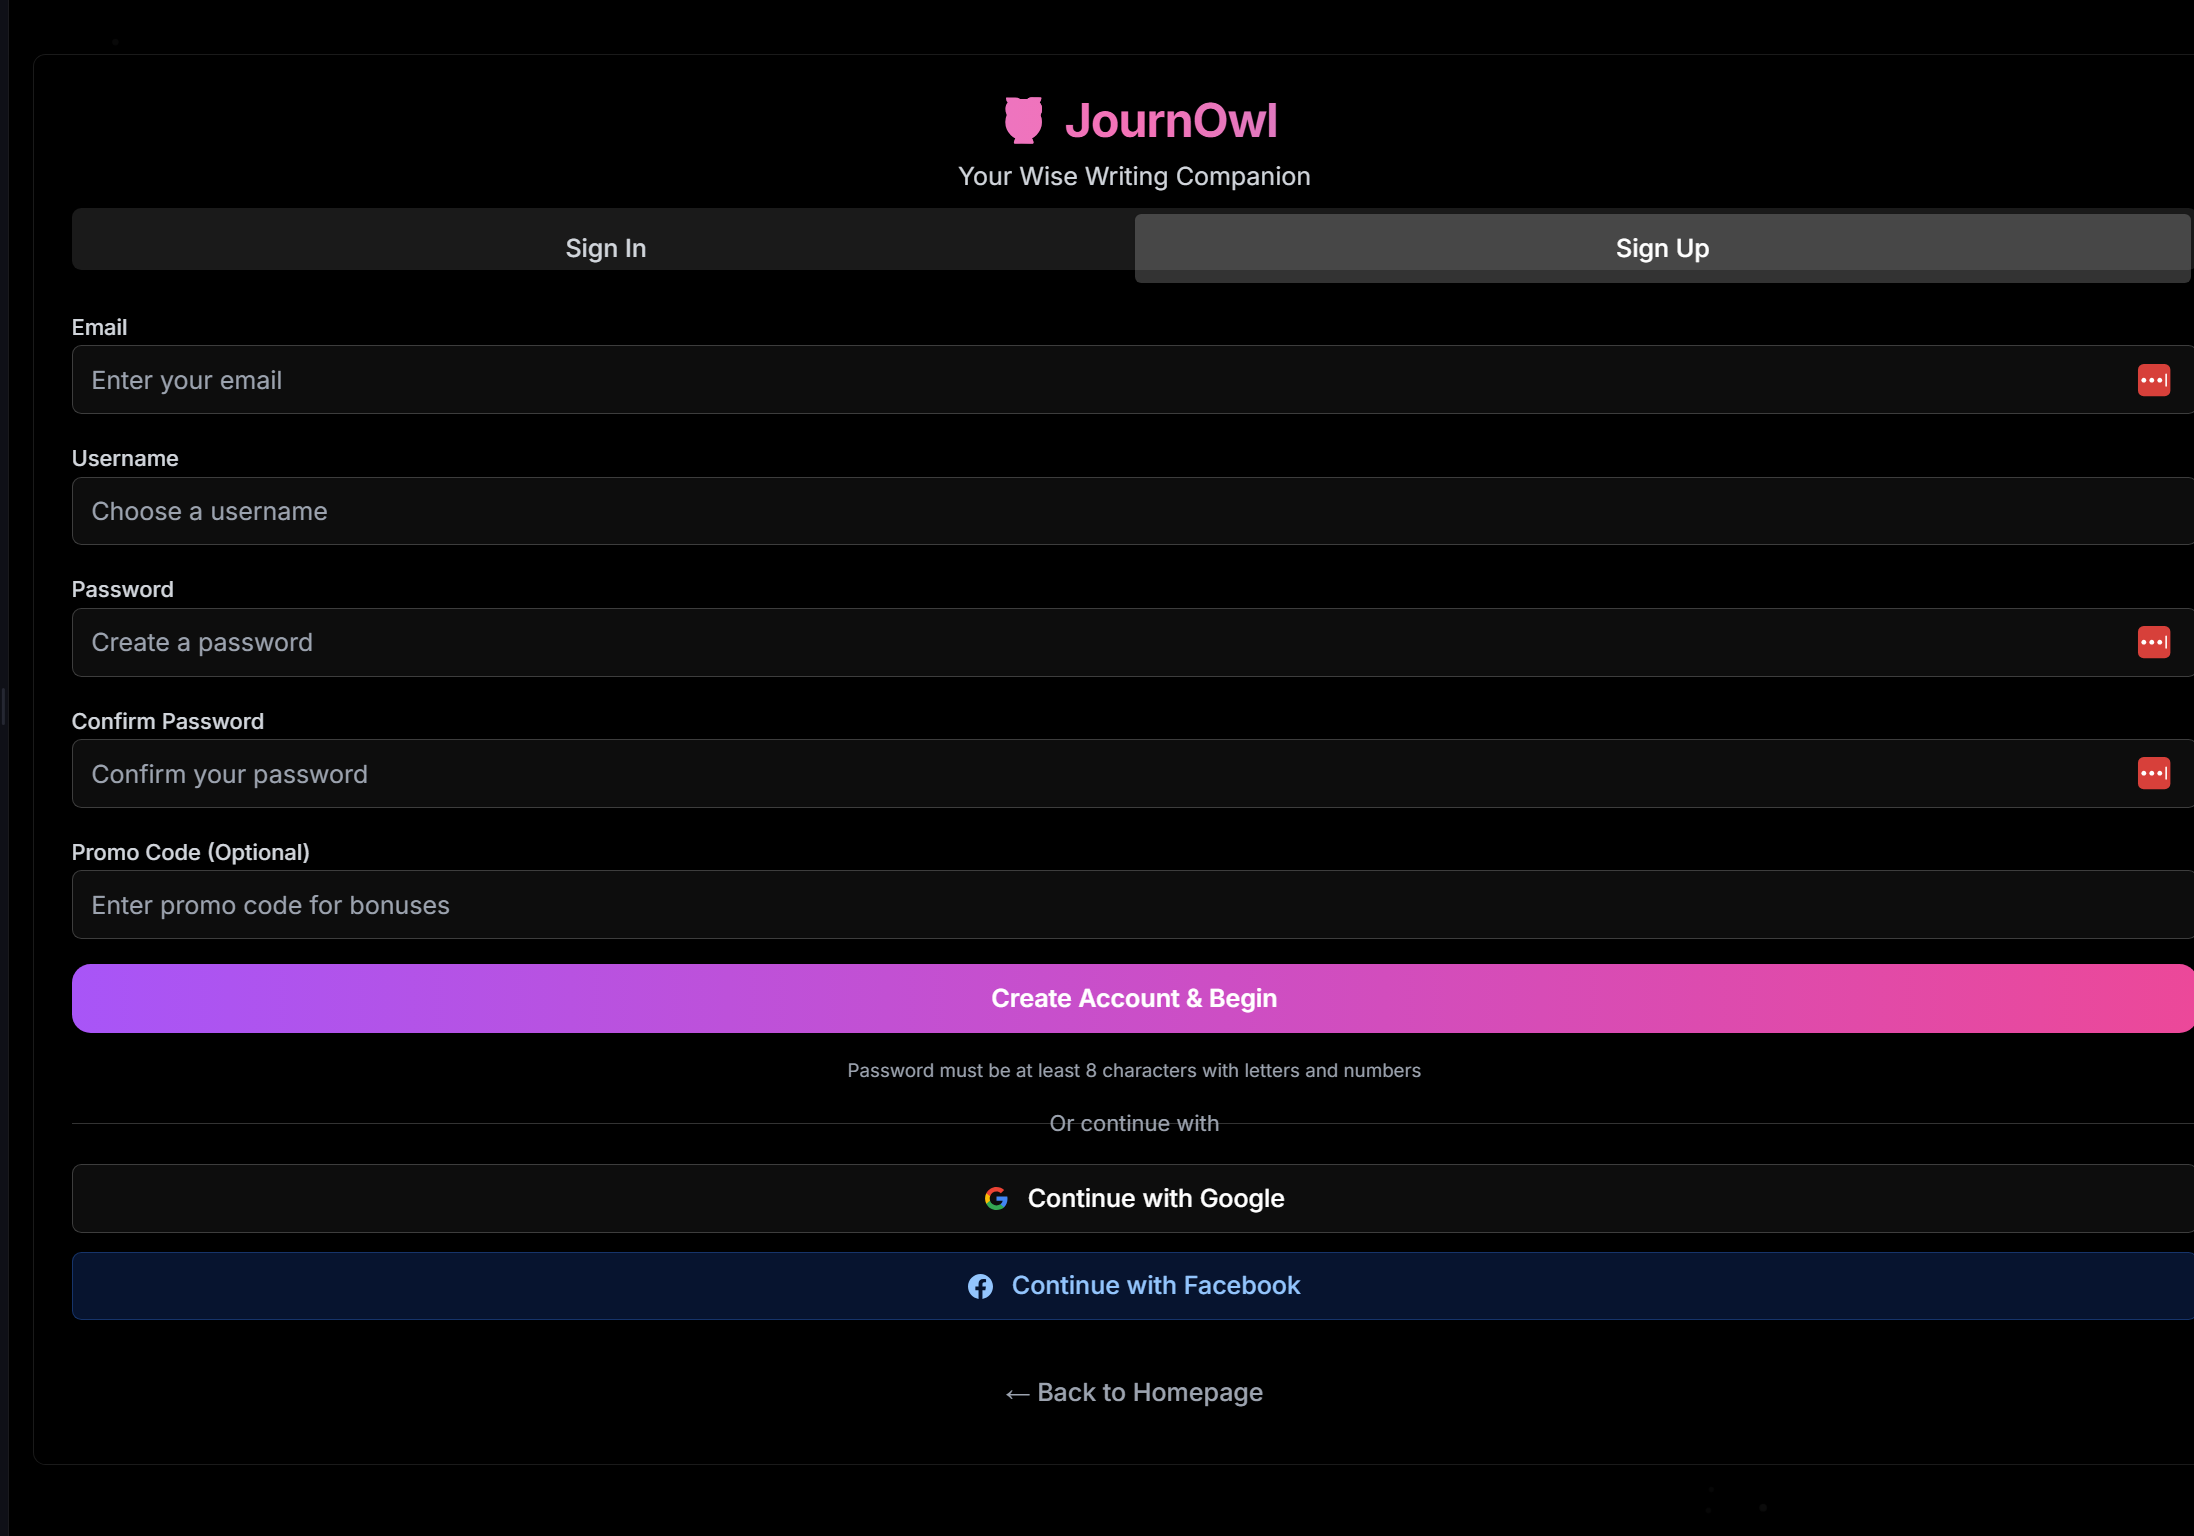 JournOwl
Your Wise Writing Companion
Sign In
Sign Up
Email
Enter your email
Username
Choose a username
Password
Create a password
Confirm Password
Confirm your password
Promo Code (Optional)
Enter promo code for bonuses
Create Account & Begin
Password must be at least 8 characters with letters and numbers
Or continue with
Continue with Google
Continue with Facebook
← Back to Homepage